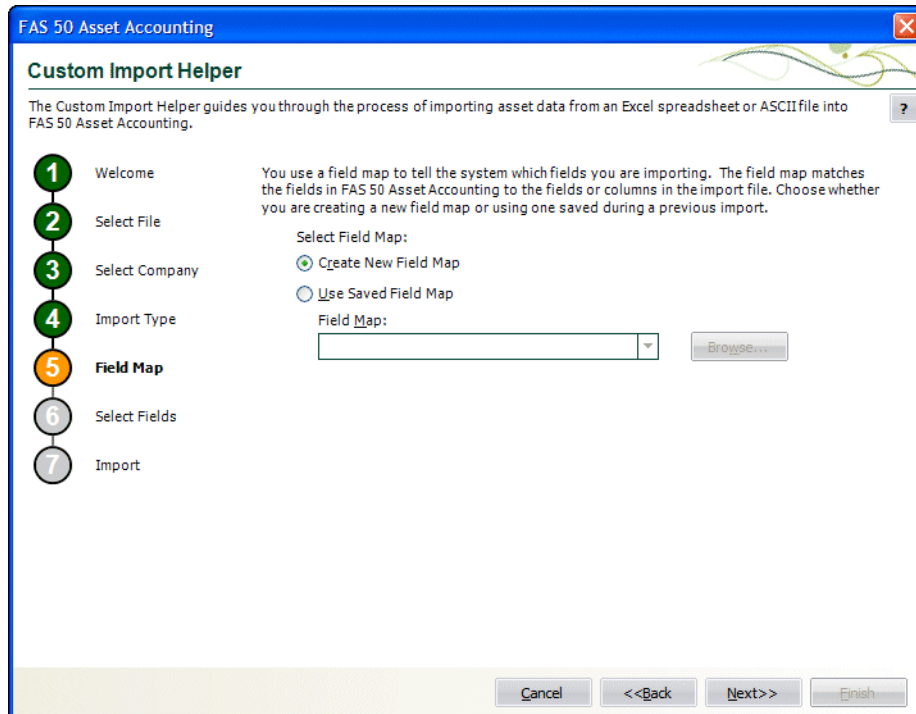 FAS 50 Asset Accounting
Custom Import Helper
The Custom Import Helper guides you through the process of importing asset data from an Excel spreadsheet or ASCII file into
FAS 50 Asset Accounting.
?
1 Welcome
2 Select File
3 Select Company
4 Import Type
5 Field Map
6 Select Fields
7 Import
You use a field map to tell the system which fields you are importing. The field map matches
the fields in FAS 50 Asset Accounting to the fields or columns in the import file. Choose whether
you are creating a new field map or using one saved during a previous import.
Select Field Map:
Create New Field Map
Use Saved Field Map
Field Map:
Browse...
Cancel <<Back Next>> Finish